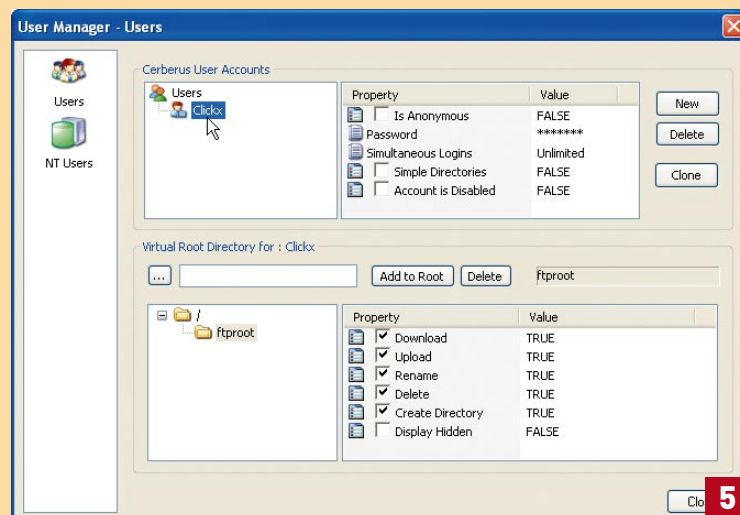 User Manager - Users
Users
NT Users
Cerberus User Accounts
Users
Clickx
Property Value
Is Anonymous FALSE
Password *******
Simultaneous Logins Unlimited
Simple Directories FALSE
Account is Disabled FALSE
New
Delete
Clone
Virtual Root Directory for : Clickx
... Add to Root Delete ftproot
/
ftproot
Property Value
Download TRUE
Upload TRUE
Rename TRUE
Delete TRUE
Create Directory TRUE
Display Hidden FALSE
5